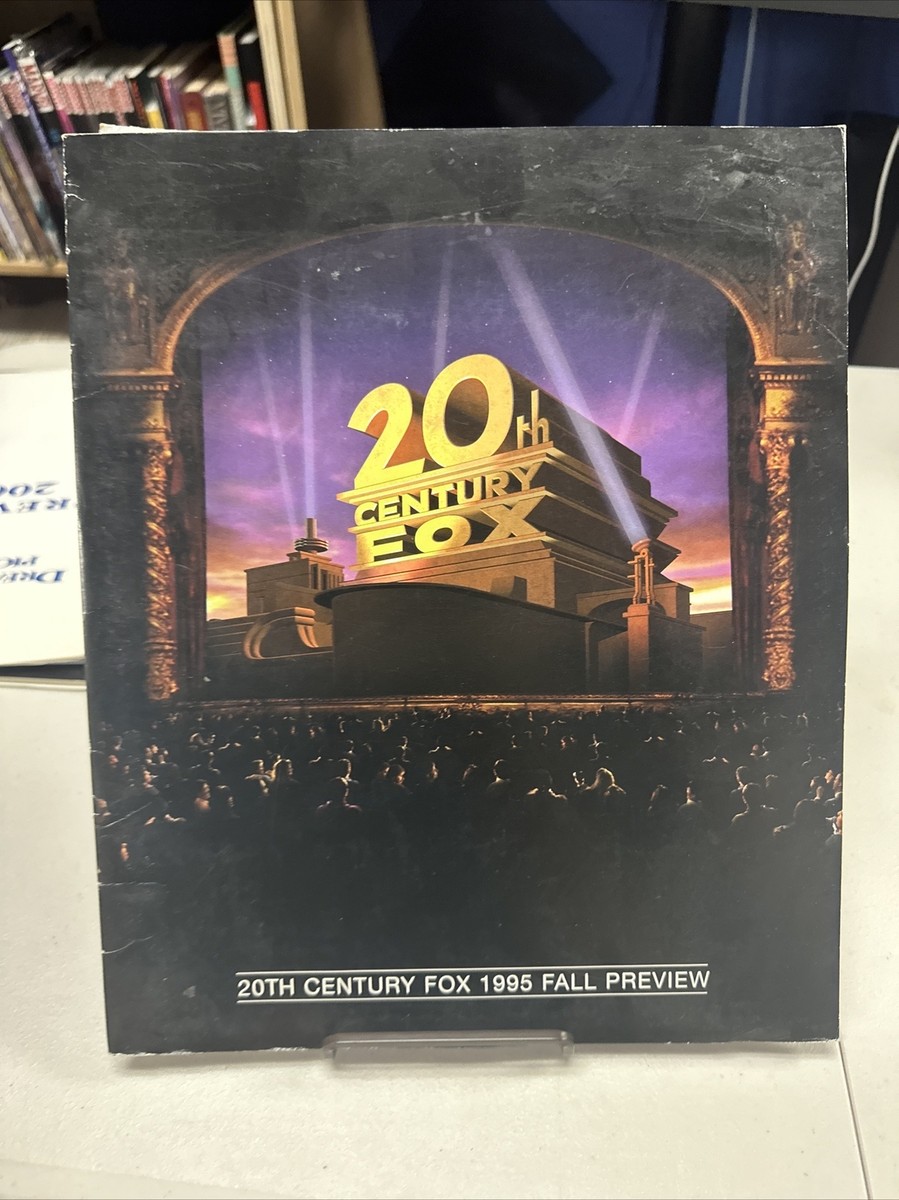 20th
CENTURY
FOX
20TH CENTURY FOX 1995 FALL PREVIEW